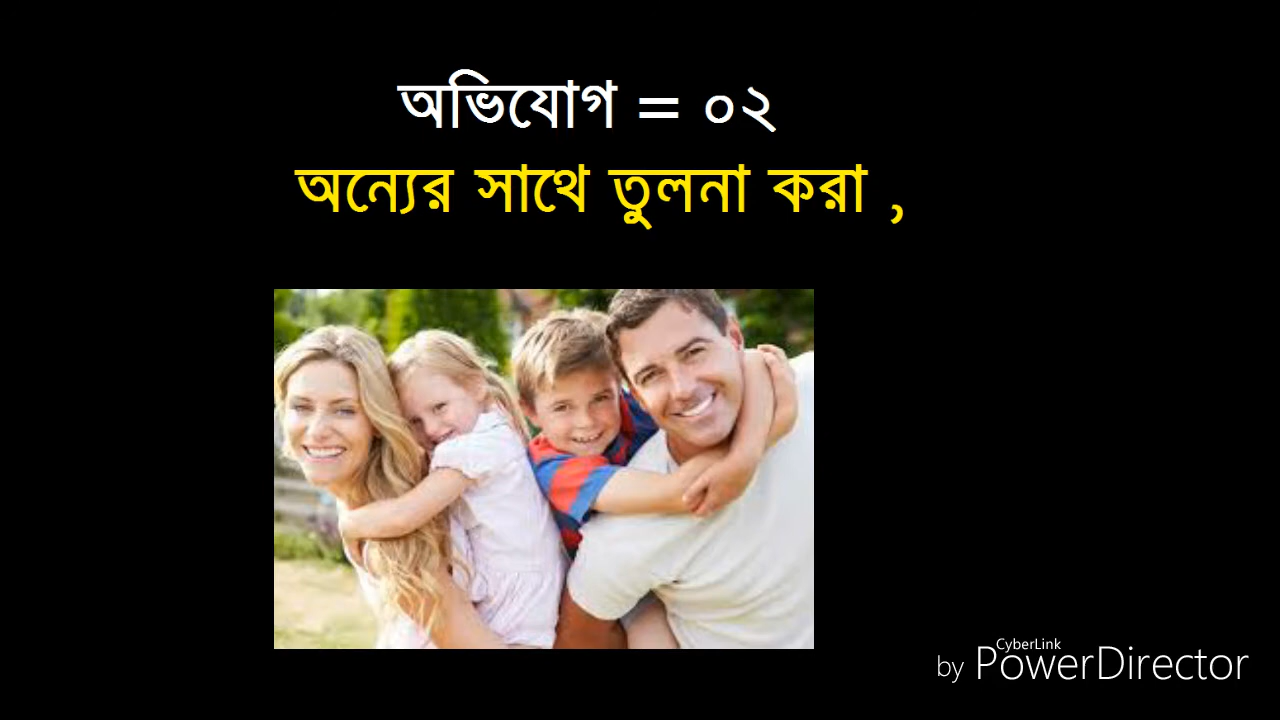 অভিযোগ = ০২
অন্যের সাথে তুলনা করা ,
CyberLink
by PowerDirector